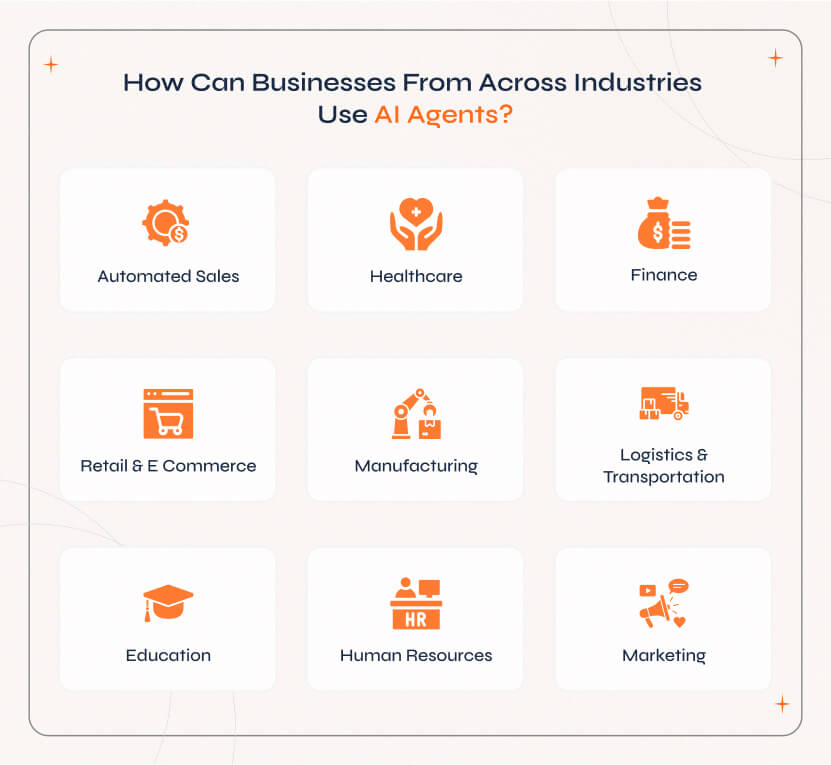 How Can Businesses From Across Industries
Use AI Agents?
$
Automated Sales
Healthcare
$
Finance
Retail & E Commerce
Manufacturing
Logistics &
Transportation
Education
HR
Human Resources
Marketing